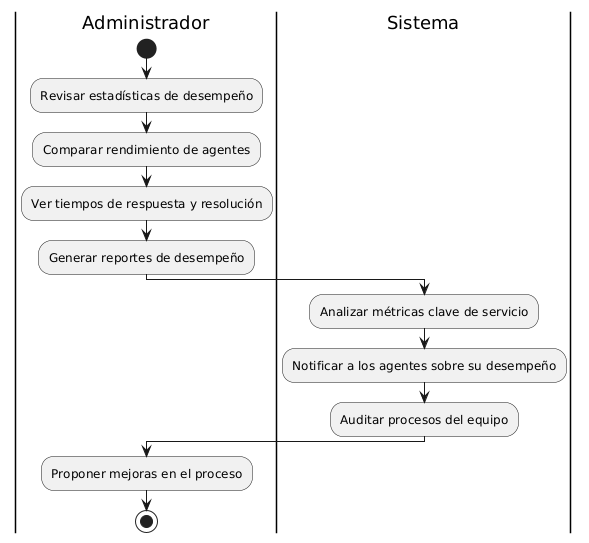 Administrador
Sistema
Revisar estadísticas de desempeño
Comparar rendimiento de agentes
Ver tiempos de respuesta y resolución
Generar reportes de desempeño
Analizar métricas clave de servicio
Notificar a los agentes sobre su desempeño
Auditar procesos del equipo
Proponer mejoras en el proceso